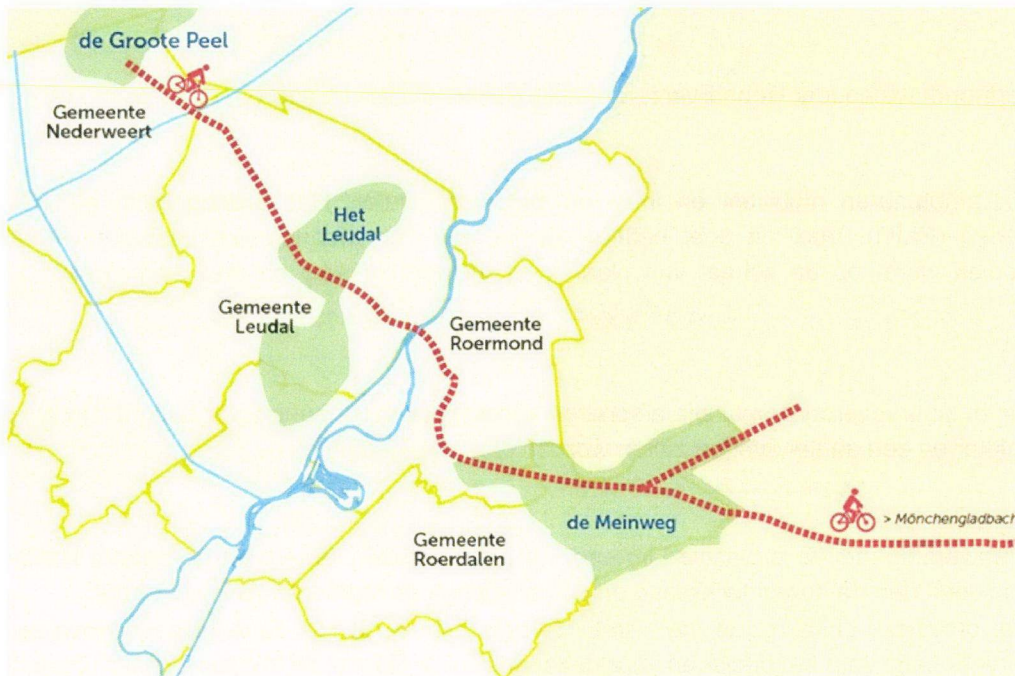 de Groote Peel
Gemeente
Nederweert
Het
Leudal
Gemeente
Leudal
Gemeente
Roermond
de Meinweg
> Mönchengladbach
Gemeente
Roerdalen